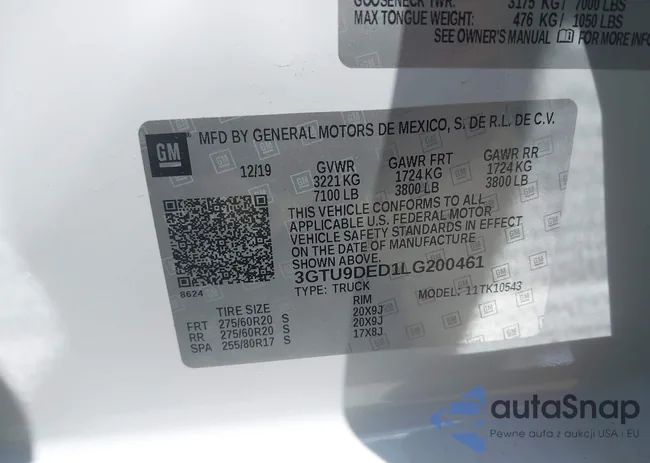 GOOSENECK TWR: 3175 KG/ 7000 LBS
MAX TONGUE WEIGHT: 476 KG/ 1050 LBS
SEE OWNER'S MANUAL FOR MORE INFO
GM
MFD BY GENERAL MOTORS DE MEXICO, S. DE R.L. DE C.V.
12/19 GVWR GAWR FRT GAWR RR
3221 KG 1724 KG 1724 KG
7100 LB 3800 LB 3800 LB
THIS VEHICLE CONFORMS TO ALL
APPLICABLE U.S. FEDERAL MOTOR
VEHICLE SAFETY STANDARDS IN EFFECT
ON THE DATE OF MANUFACTURE
SHOWN ABOVE.
3GTU9DED1LG200461
TYPE: TRUCK MODEL: 11TK10543
8624
TIRE SIZE RIM
FRT 275/60R20 S 20X9J
RR 275/60R20 S 20X9J
SPA 255/80R17 S 17X8J
autaSnap
Pewne auta z aukcji USA i EU